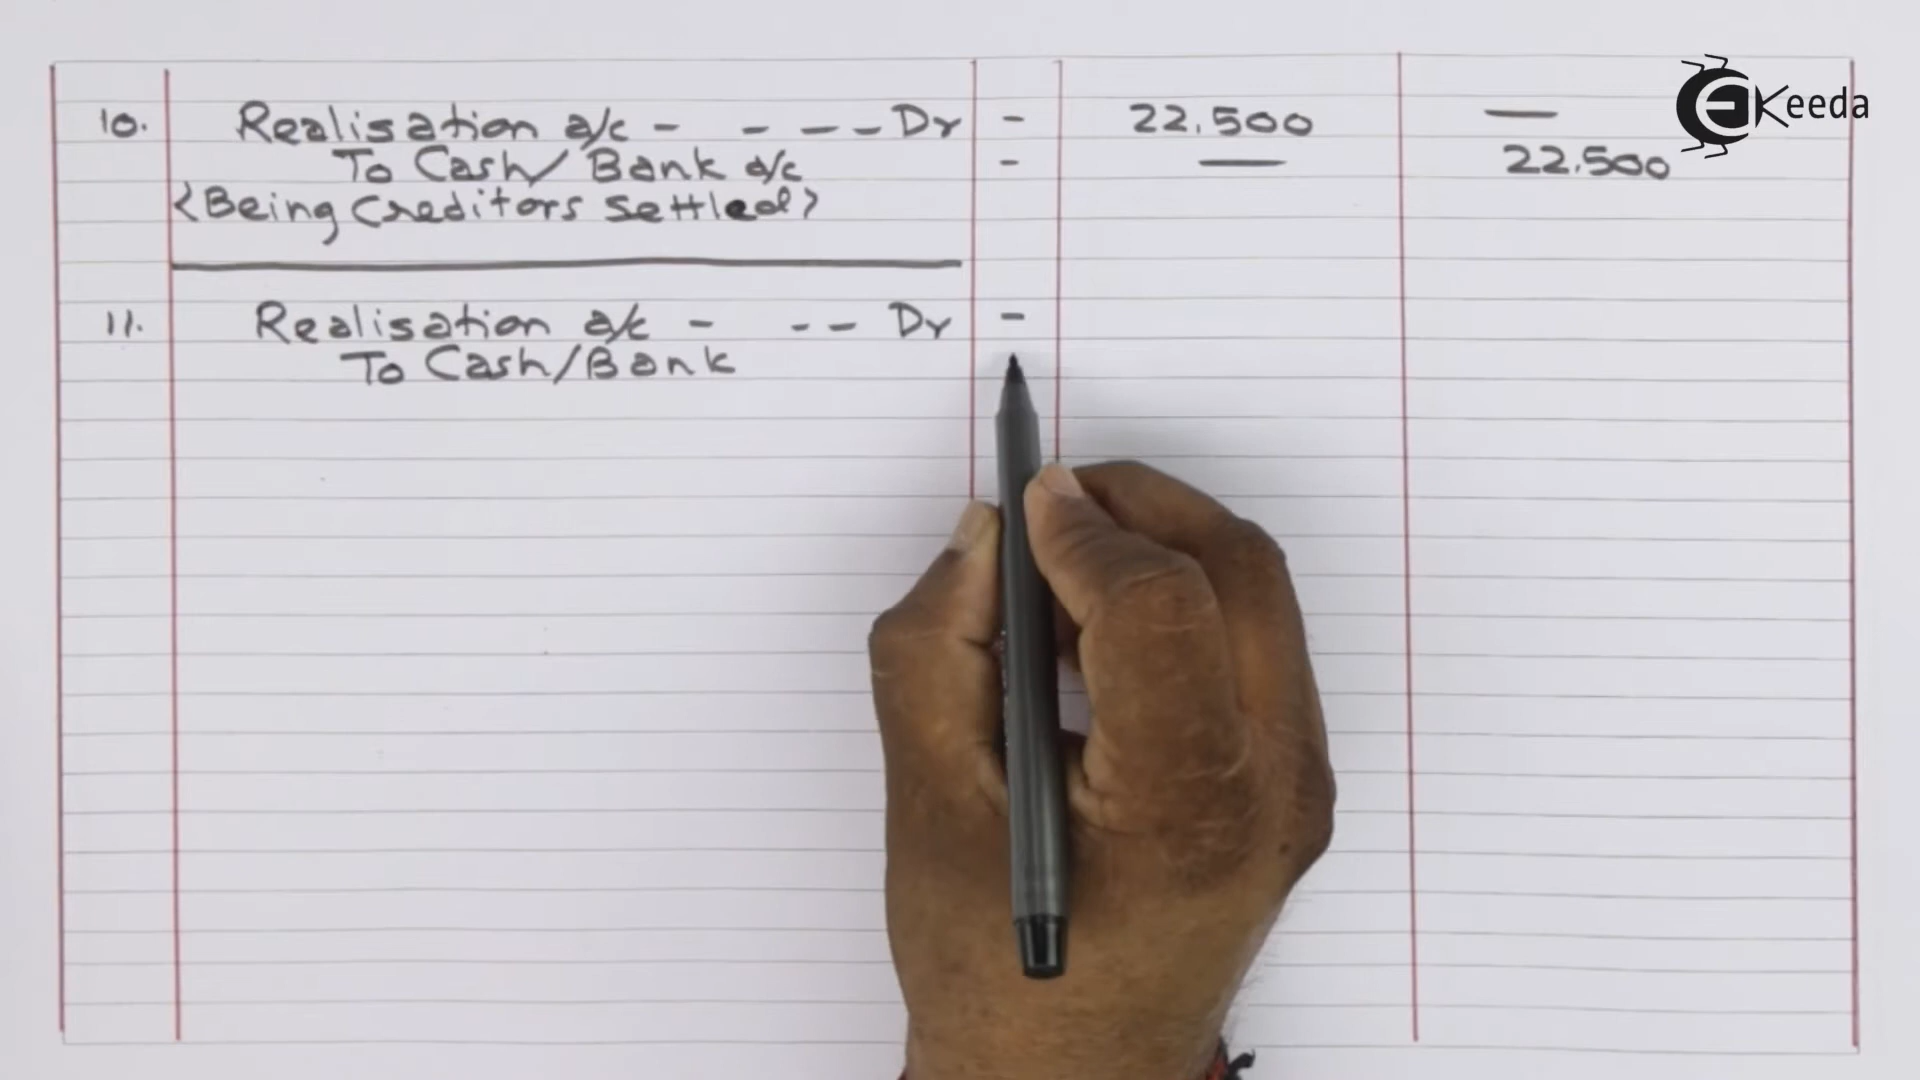 10. Realisation a/c - - - - Dr - 22.500 —
To Cash/Bank a/c - — 22.500
<Being Creditors settled>
11. Realisation a/c - - - Dr -
To Cash/Bank
EKeeda